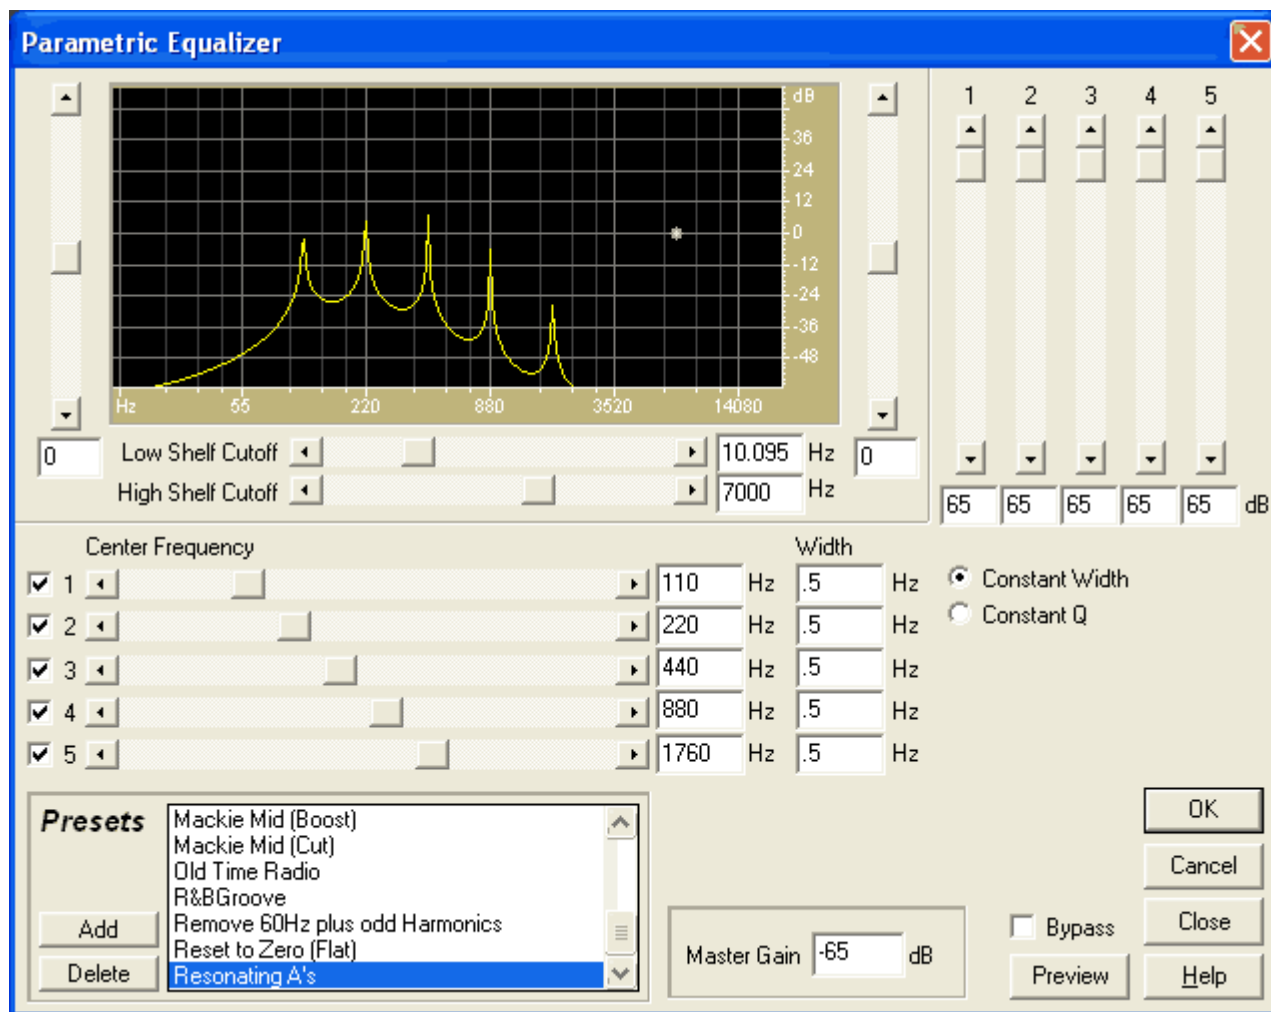 Parametric Equalizer
dB
36
24
12
0
-12
-24
-36
-48
Hz 55 220 880 3520 14080
1 2 3 4 5
0 Low Shelf Cutoff 10.095 Hz 0
High Shelf Cutoff 7000 Hz
65 65 65 65 65 dB
Center Frequency Width
1 110 Hz .5 Hz Constant Width
2 220 Hz .5 Hz Constant Q
3 440 Hz .5 Hz
4 880 Hz .5 Hz
5 1760 Hz .5 Hz
Presets
Mackie Mid (Boost)
Mackie Mid (Cut)
Old Time Radio
R&BGroove
Remove 60Hz plus odd Harmonics
Reset to Zero (Flat)
Resonating A's
Add
Delete
Master Gain -65 dB
Bypass
Preview
OK
Cancel
Close
Help